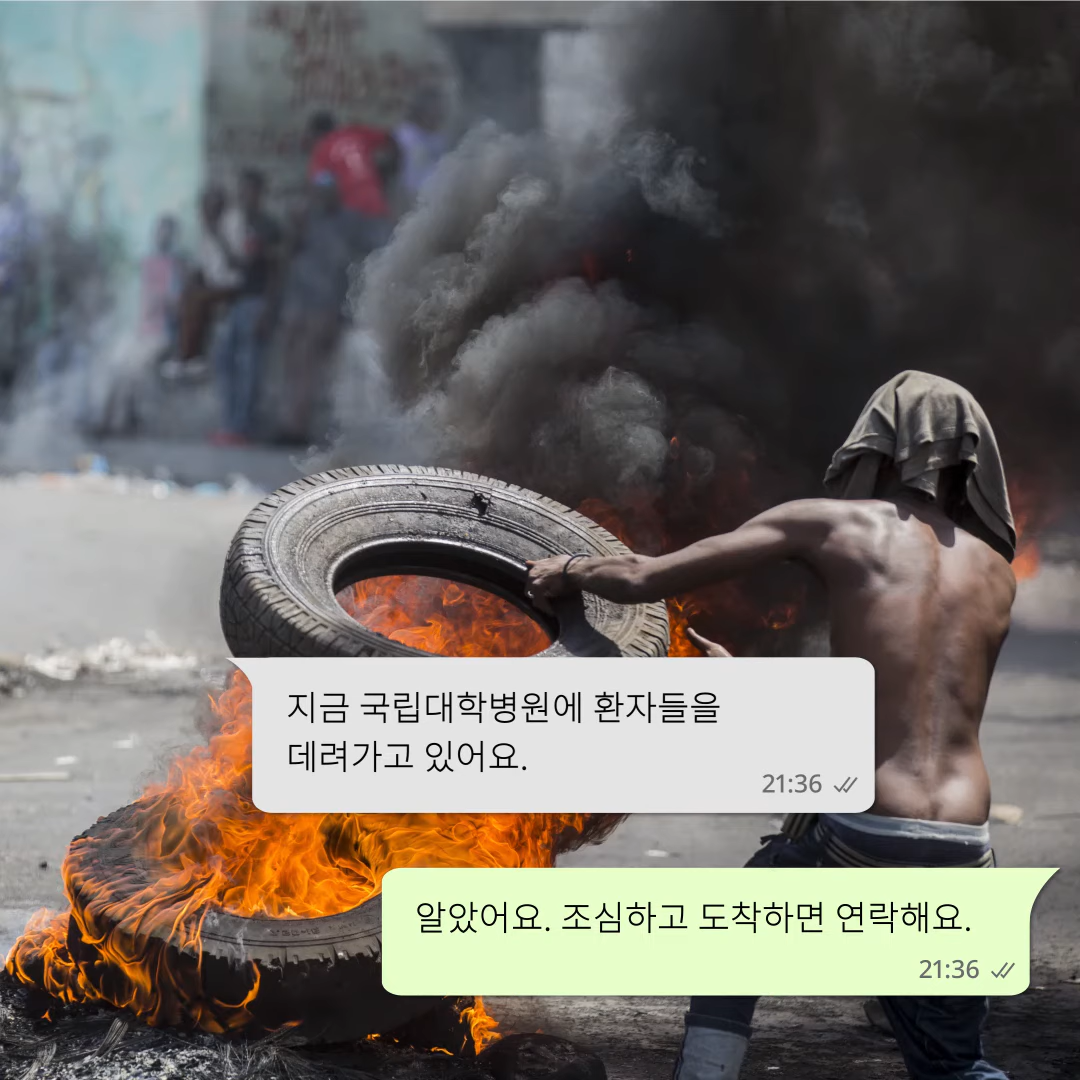 지금 국립대학병원에 환자들을
데려가고 있어요.
21:36
알았어요. 조심하고 도착하면 연락해요.
21:36